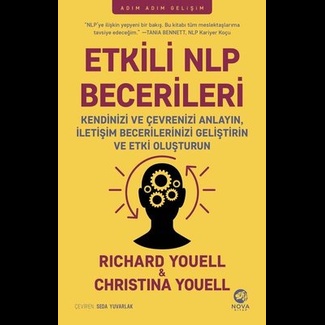 ADIM ADIM GELİŞİM
"NLP'ye ilişkin yepyeni bir bakış. Bu kitabı tüm meslektaşlarıma
tavsiye edeceğim." —TANIA BENNETT, NLP Kariyer Koçu
ETKİLİ NLP
BECERİLERİ
KENDİNİZİ VE ÇEVRENİZİ ANLAYIN,
İLETİŞİM BECERİLERİNİZİ GELİŞTİRİN
VE ETKİ OLUŞTURUN
RICHARD YOUELL
&
CHRISTINA YOUELL
ÇEVİREN: SEDA YUVARLAK
NOVA
KİTAP